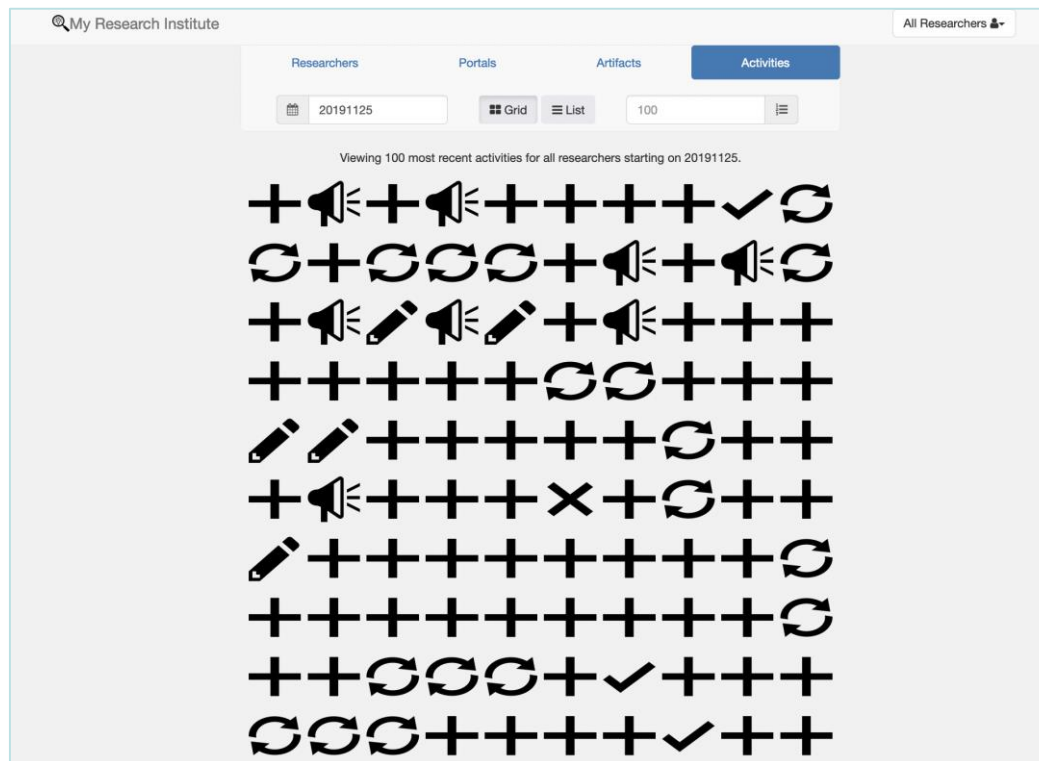 My Research Institute
All Researchers
Researchers Portals Artifacts Activities
20191125 Grid List 100
Viewing 100 most recent activities for all researchers starting on 20191125.